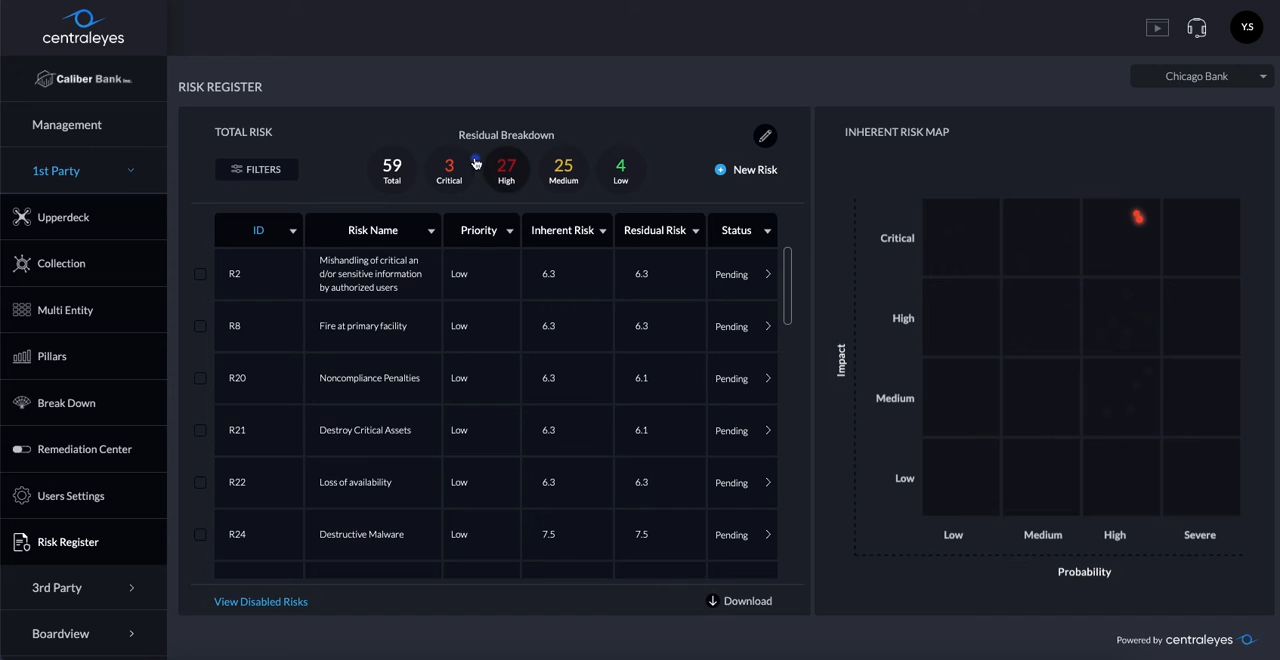 centraleyes
Y.S
Caliber Bank Inc.
Chicago Bank
Management
1st Party
Upperdeck
Collection
Multi Entity
Pillars
Break Down
Remediation Center
Users Settings
Risk Register
3rd Party
Boardview
RISK REGISTER
TOTAL RISK
Residual Breakdown
FILTERS
59 3 27 25 4
Total Critical High Medium Low
New Risk
ID Risk Name Priority Inherent Risk Residual Risk Status
R2 Mishandling of critical an
d/or sensitive information
by authorized users Low 6.3 6.3 Pending
R8 Fire at primary facility Low 6.3 6.3 Pending
R20 Noncompliance Penalties Low 6.3 6.1 Pending
R21 Destroy Critical Assets Low 6.3 6.1 Pending
R22 Loss of availability Low 6.3 6.3 Pending
R24 Destructive Malware Low 7.5 7.5 Pending
View Disabled Risks
Download
INHERENT RISK MAP
Impact
Critical
High
Medium
Low
Low Medium High Severe
Probability
Powered by centraleyes